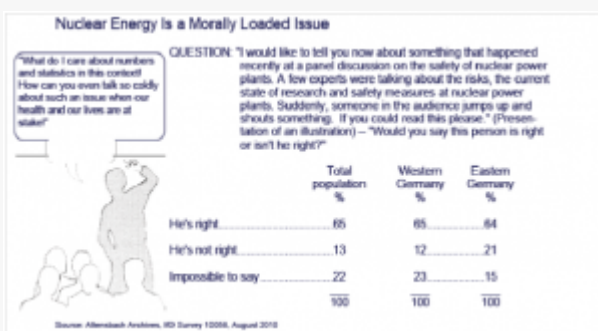 Nuclear Energy Is a Morally Loaded Issue
"What do I care about numbers
and statistics in this context!
How can you even talk so coldly
about such an issue when our
health and our lives are at
stake!"
QUESTION: "I would like to tell you now about something that happened
recently at a panel discussion on the safety of nuclear power
plants. A few experts were talking about the risks, the current
state of research and safety measures at nuclear power
plants. Suddenly, someone in the audience jumps up and
shouts something. If you could read this please." (Presen-
tation of an illustration) – "Would you say this person is right
or isn't he right?"
Total Western Eastern
population Germany Germany
% % %
He's right 65 65 64
He's not right 13 12 21
Impossible to say 22 23 15
100 100 100
Source: Allensbach Archives, IfD Survey August 2010